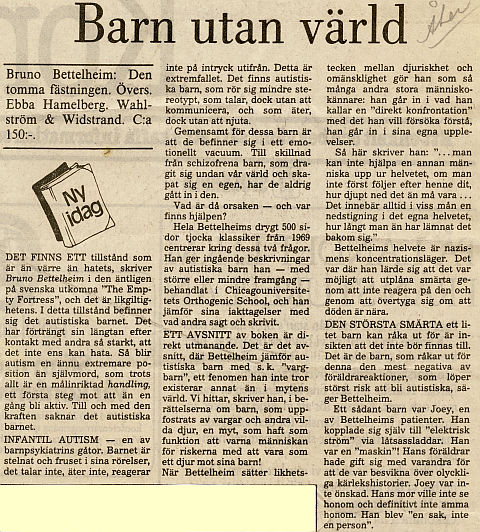 Barn utan värld
Åter
Bruno Bettelheim: Den
tomma fästningen. Övers.
Ebba Hamelberg. Wahl-
ström & Widstrand. C:a
150:-.
NY
idag
DET FINNS ETT tillstånd som
är än värre än hatets, skriver
Bruno Bettelheim i den äntligen
på svenska utkomna "The Emp-
ty Fortress", och det är likgiltig-
hetens. I detta tillstånd befinner
sig det autistiska barnet. Det
har förträngt sin längtan efter
kontakt med andra så starkt, att
det inte ens kan hata. Så blir
autism en ännu extremare po-
sition än självmord, som trots
allt är en målinriktad handling,
ett första steg mot att än en
gång bli aktiv. Till och med den
kraften saknar det autistiska
barnet.
INFANTIL AUTISM — en av
barnpsykiatrins gåtor. Barnet är
stelnat och fruset i sina rörelser,
det talar inte, äter inte, reagerar
inte på intryck utifrån. Detta är
extremfallet. Det finns autistis-
ka barn, som rör sig mindre ste-
reotypt, som talar, dock utan att
kommunicera, och som äter,
dock utan att njuta.
Gemensamt för dessa barn är
att de befinner sig i ett emo-
tionellt vacuum. Till skillnad
från schizofrena barn, som drag-
it sig undan vår värld och ska-
pat sig en egen, har de aldrig
gått in i den.
Vad är då orsaken — och var
finns hjälpen?
Hela Bettelheims drygt 500 si-
dor tjocka klassiker från 1969
centrerar kring dessa två frågor.
Han ger ingående beskrivningar
av autistiska barn han — med
större eller mindre framgång —
behandlat i Chicagouniversite-
tets Orthogenic School, och han
jämför sina iakttagelser med
vad andra sagt och skrivit.
ETT AVSNITT av boken är di-
rekt utmanande. Det är det av-
snitt, där Bettelheim jämför au-
tistiska barn med s.k. "varg-
barn", ett fenomen han inte tror
existerar annat än i mytens
värld. Vi hittar, skriver han, i be-
rättelserna om barn, som upp-
fostrats av vargar och andra vil-
da djur, en myt, som haft som
funktion att varna människan
för riskerna med att vara som
ett djur mot sina barn!
När Bettelheim sätter likhets-
tecken mellan djuriskhet och
omänsklighet gör han som så
många andra stora människo-
kännare: han går in i vad han
kallar en "direkt konfrontation"
med det han vill försöka förstå,
han går in i sina egna upple-
velser.
Så här skriver han: "... man
kan inte hjälpa en annan män-
niska upp ur helvetet, om man
inte först följer efter henne dit,
hur djupt ned det än må vara ...
Det innebär alltid i viss mån en
nedstigning i det egna helvetet,
hur långt man än har lämnat det
bakom sig."
Bettelheims helvete är nazis-
mens koncentrationsläger. Det
var där han lärde sig att det var
möjligt att utplåna smärta ge-
nom att inte reagera på den och
genom att övertyga sig om att
döden är nära.
DEN STÖRSTA SMÄRTA ett li-
tet barn kan råka ut för är in-
sikten att det inte bör finnas till.
Det är de barn, som råkar ut för
denna den mest negativa av
föräldrareaktioner, som löper
störst risk att bli autistiska, sä-
ger Bettelheim.
Ett sådant barn var Joey, en
av Bettelheims patienter. Han
kopplade sig själv till "elektrisk
ström" via låtsassladdar. Han
var en "maskin"! Hans föräldrar
hade gift sig med varandra för
att de var besvikna över olyckli-
ga kärlekshistorier. Joey var in-
te önskad. Hans mor ville inte se
honom och definitivt inte amma
honom. Han blev "en sak, inte
en person".